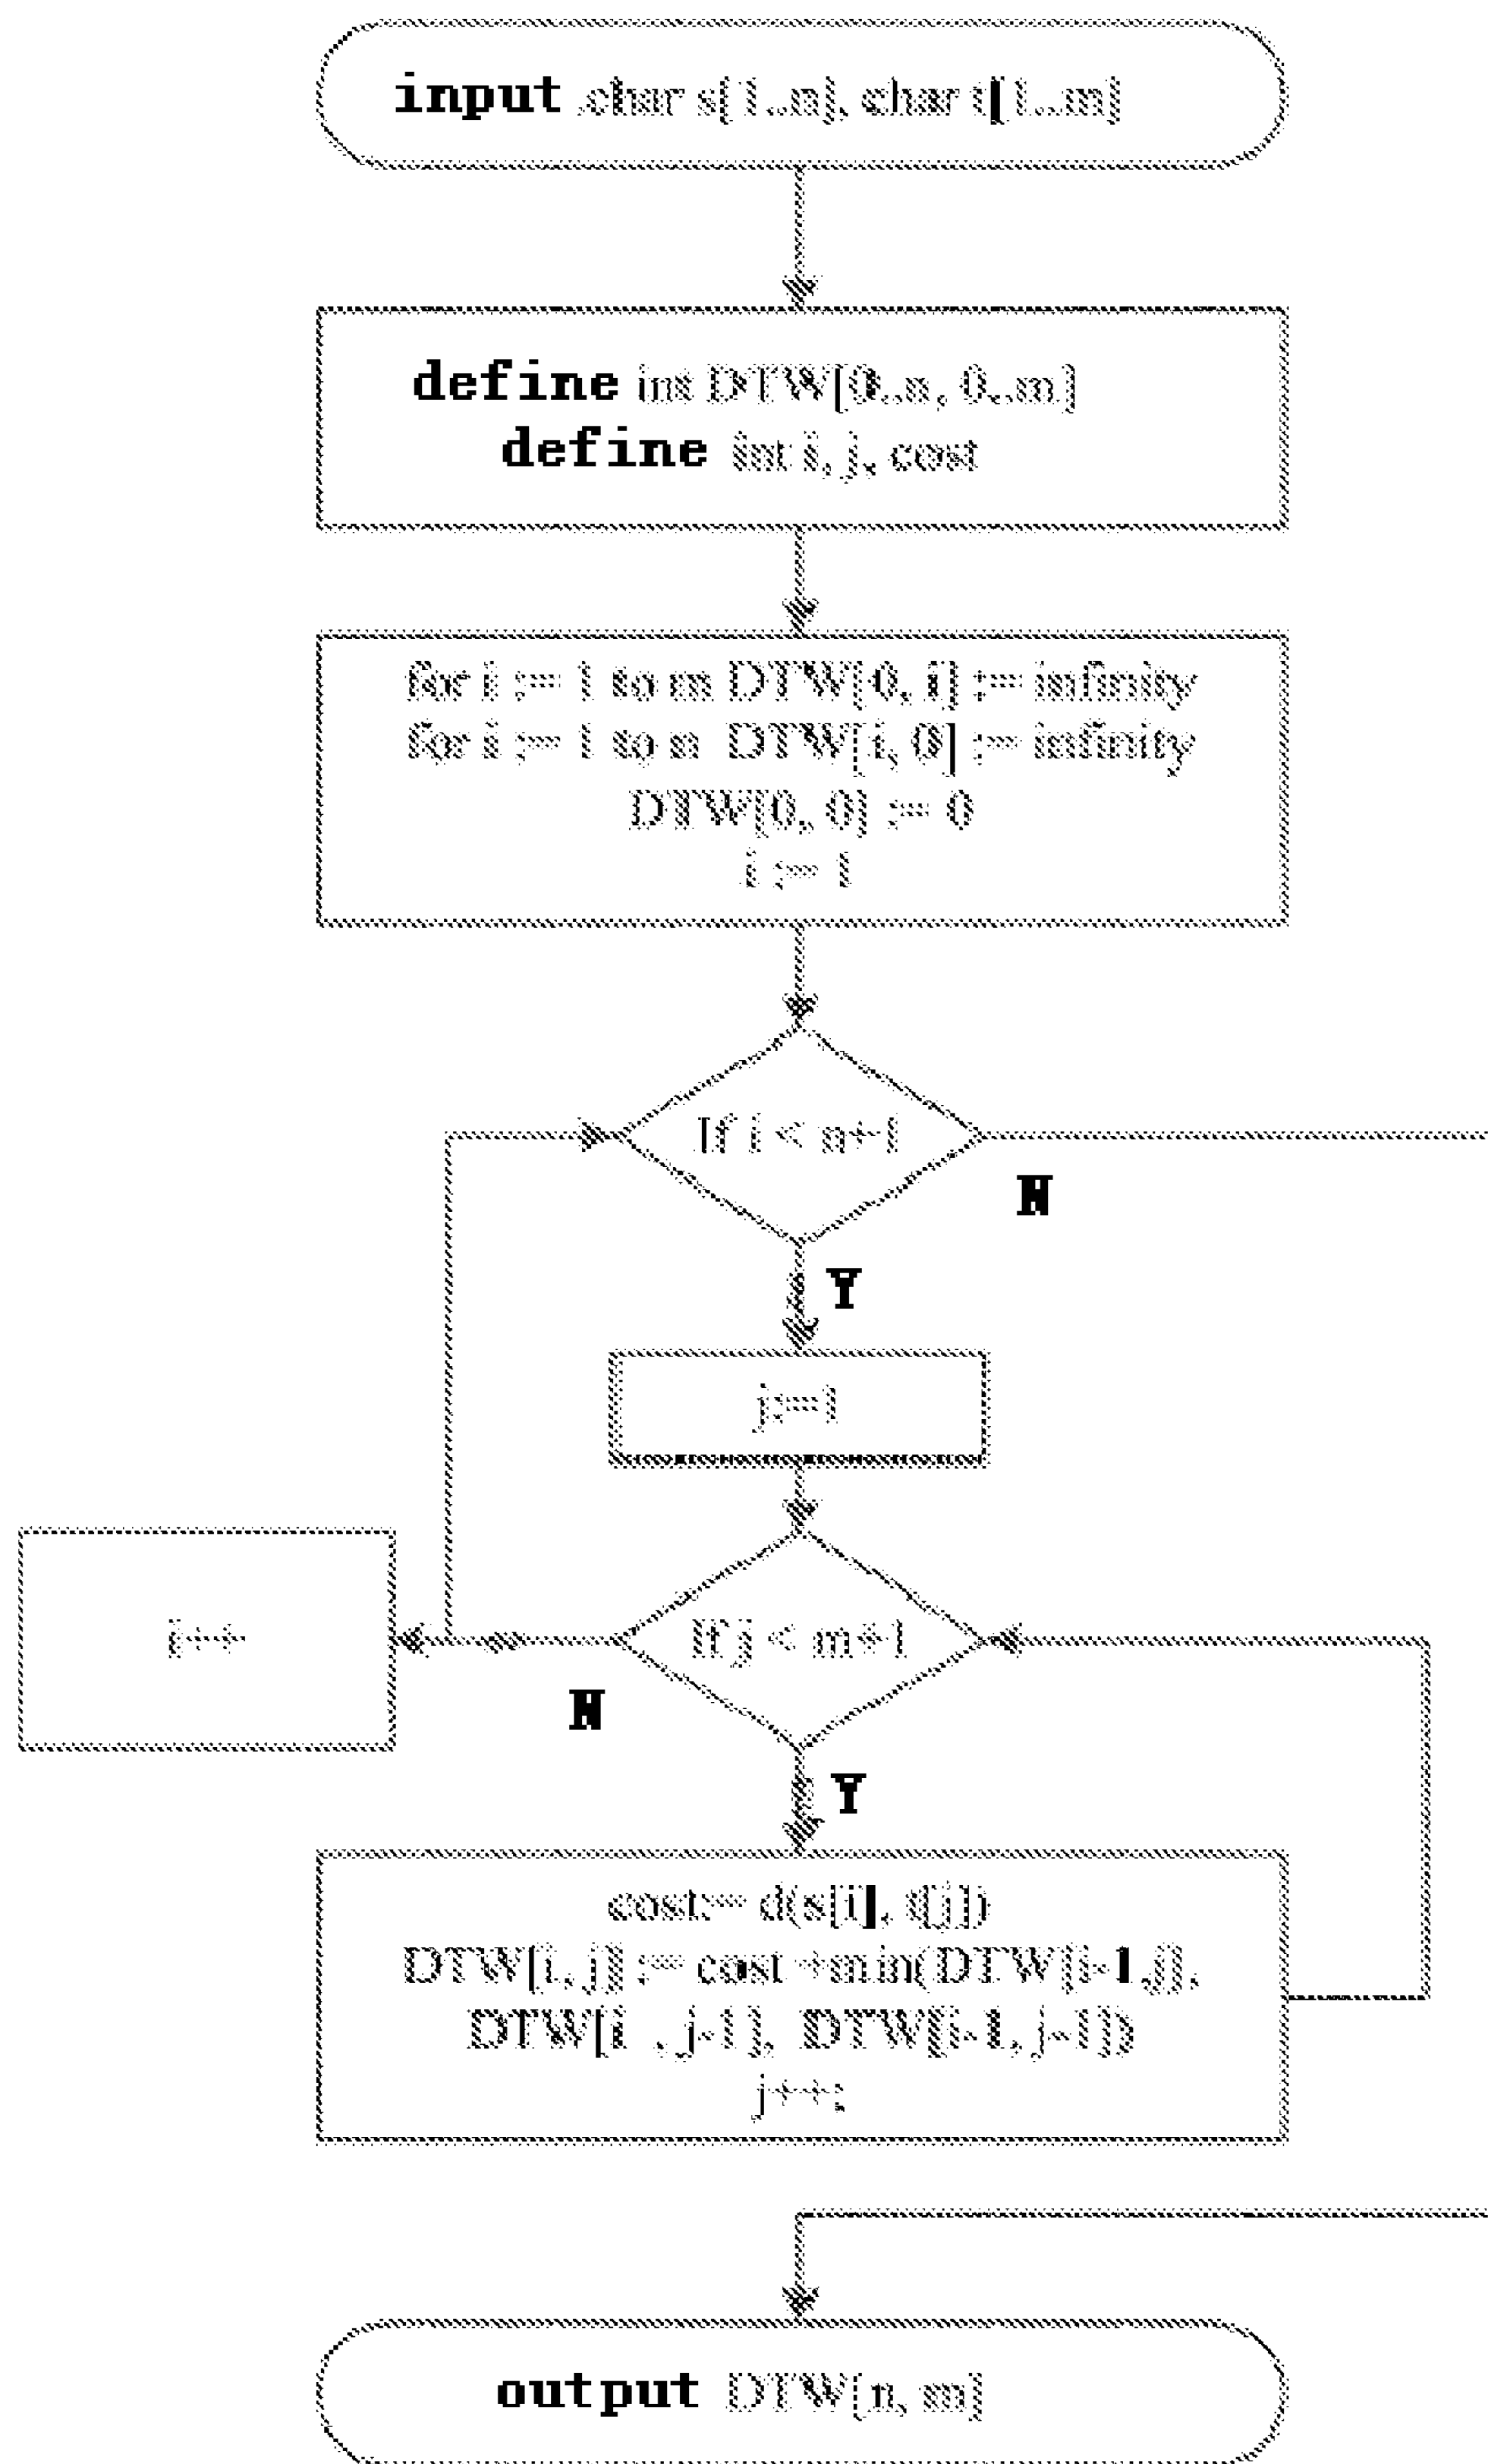 input char s[1..n], char t[1..m]
define int DTW[0..n, 0..m]
define int i, j, cost
for i := 1 to m DTW[0, i] := infinity
for i := 1 to n DTW[i, 0] := infinity
DTW[0, 0] := 0
i := 1
If i < n+1
N
Y
j:=1
i++
If j < m+1
N
Y
cost:= d(s[i], t[j])
DTW[i, j] := cost +min(DTW[i-1,j],
DTW[i , j-1], DTW[i-1, j-1])
j++;
output DTW[n, m]